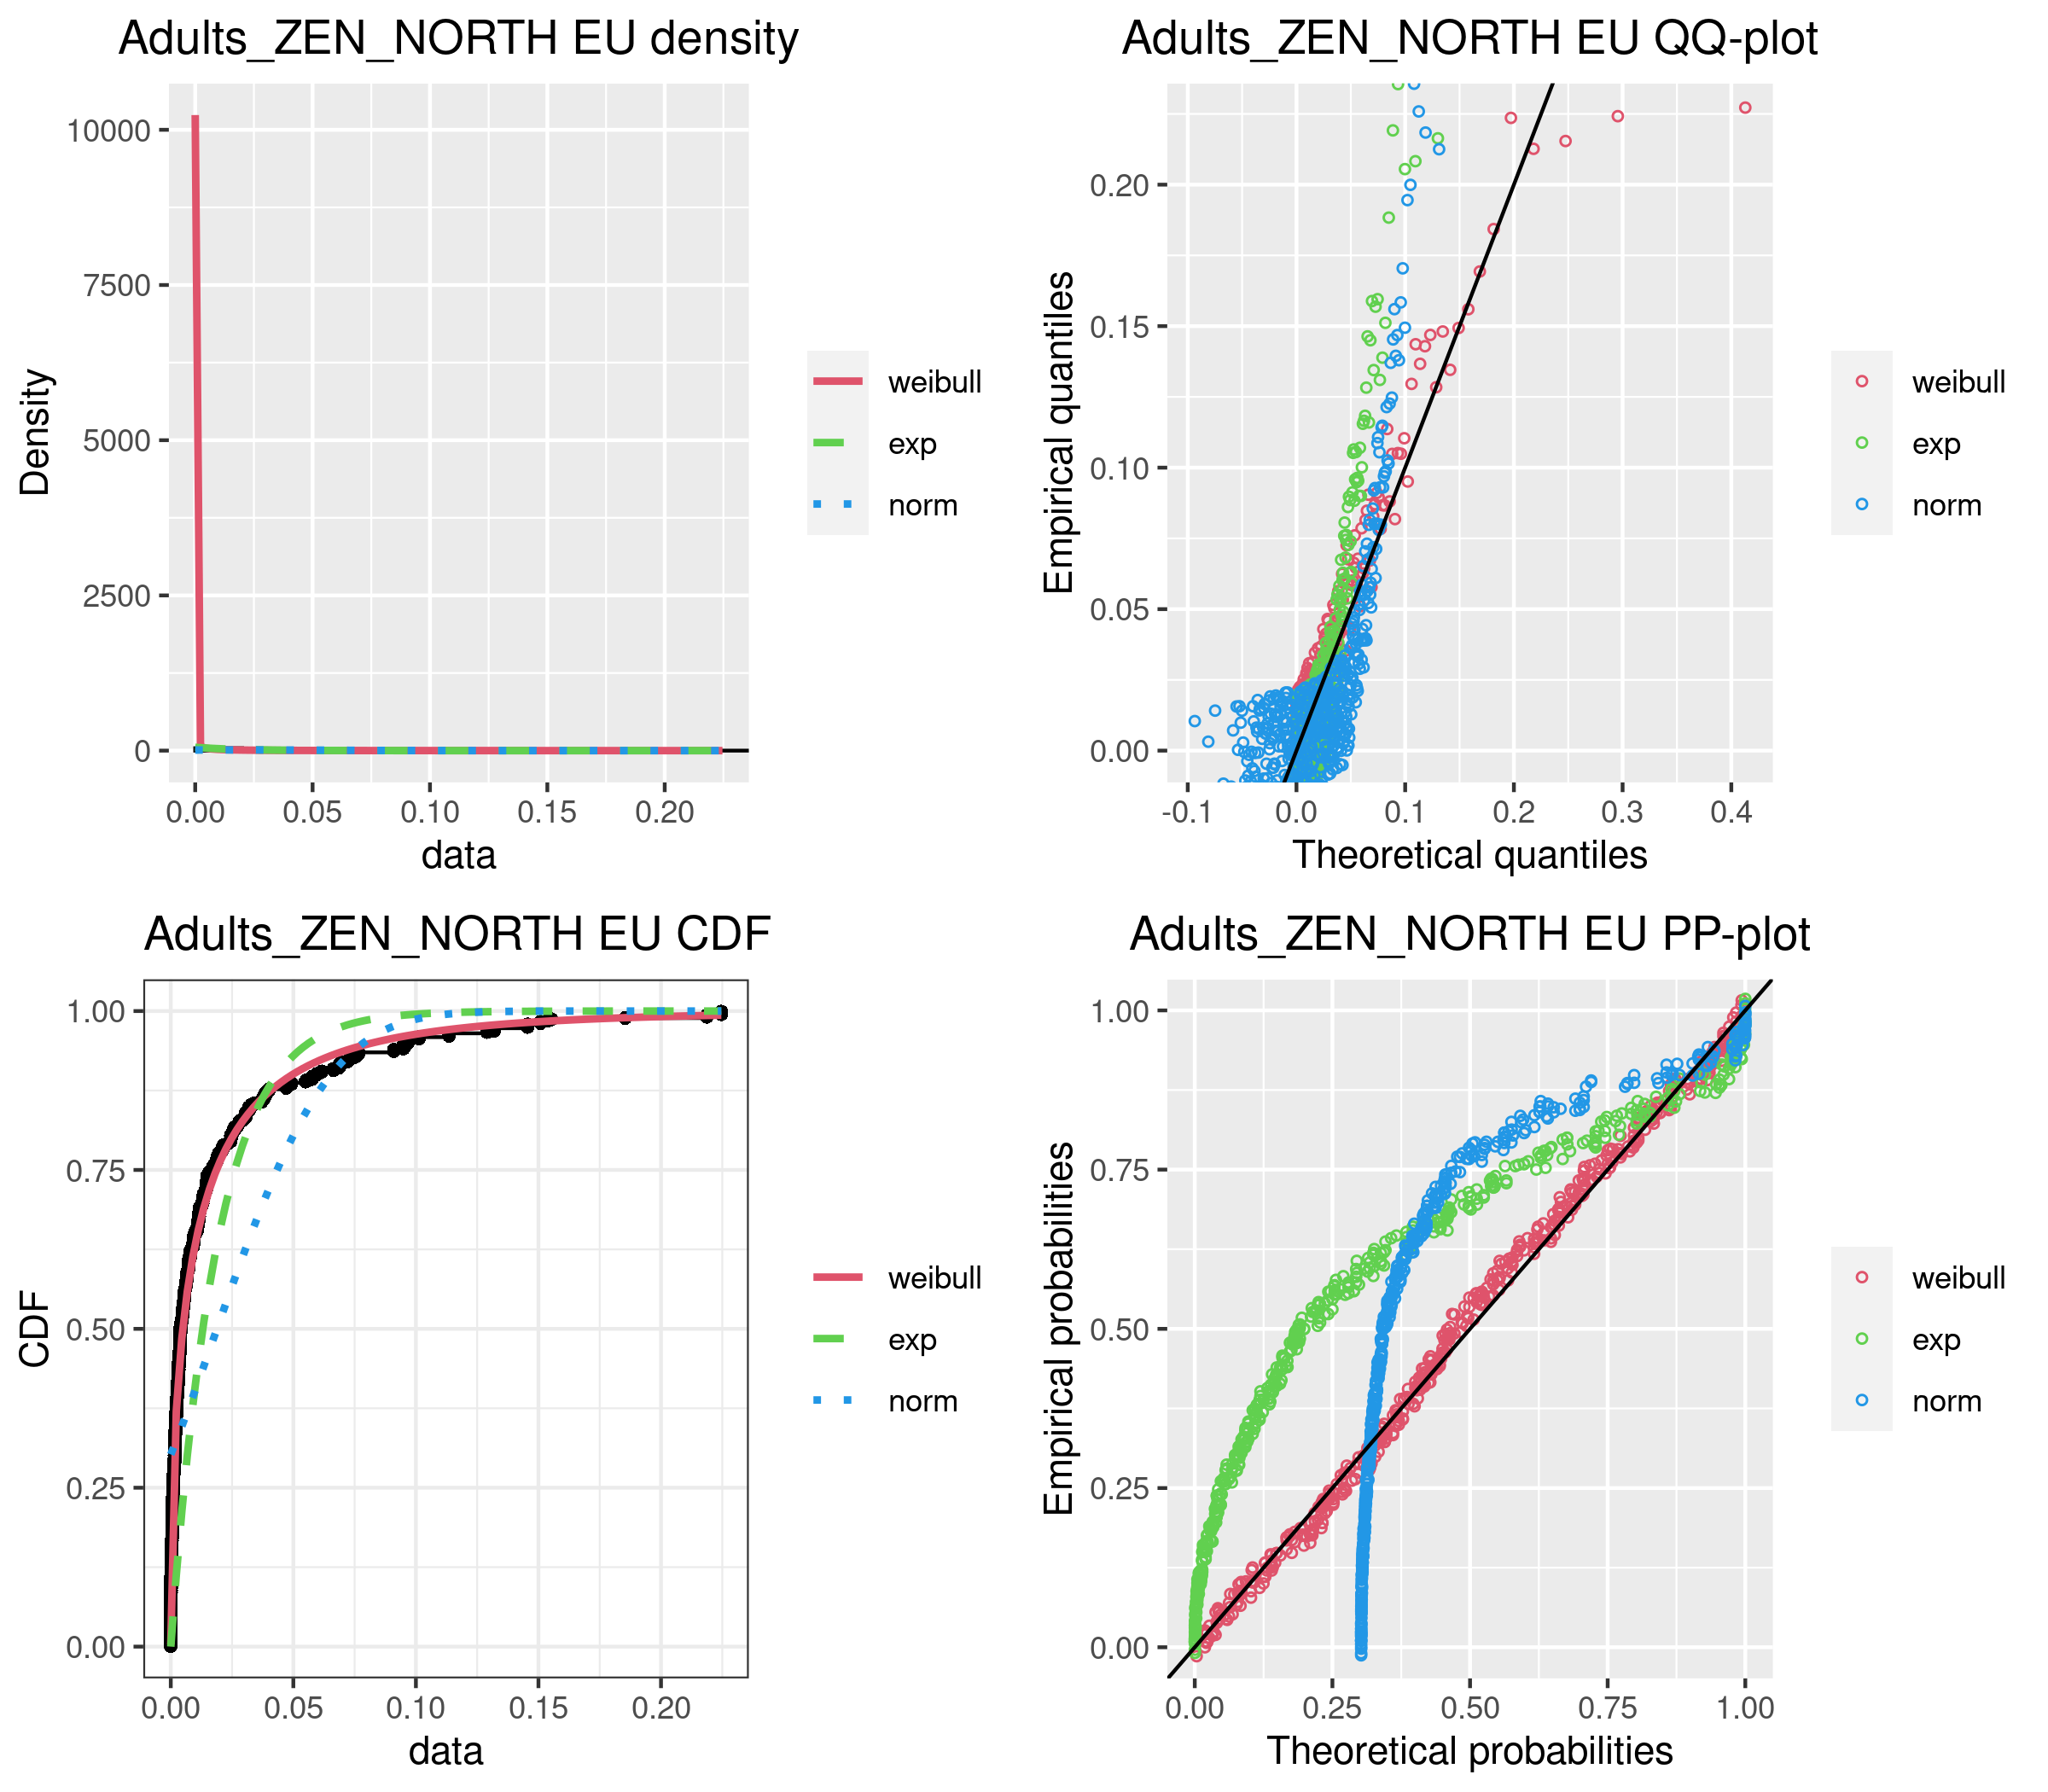 Adults_ZEN_NORTH EU density
10000
7500
5000
2500
0
Density
0.00 0.05 0.10 0.15 0.20
data
weibull
exp
norm
Adults_ZEN_NORTH EU QQ-plot
0.20
0.15
0.10
0.05
0.00
Empirical quantiles
-0.1 0.0 0.1 0.2 0.3 0.4
Theoretical quantiles
weibull
exp
norm
Adults_ZEN_NORTH EU CDF
1.00
0.75
0.50
0.25
0.00
CDF
0.00 0.05 0.10 0.15 0.20
data
weibull
exp
norm
Adults_ZEN_NORTH EU PP-plot
1.00
0.75
0.50
0.25
0.00
Empirical probabilities
0.00 0.25 0.50 0.75 1.00
Theoretical probabilities
weibull
exp
norm